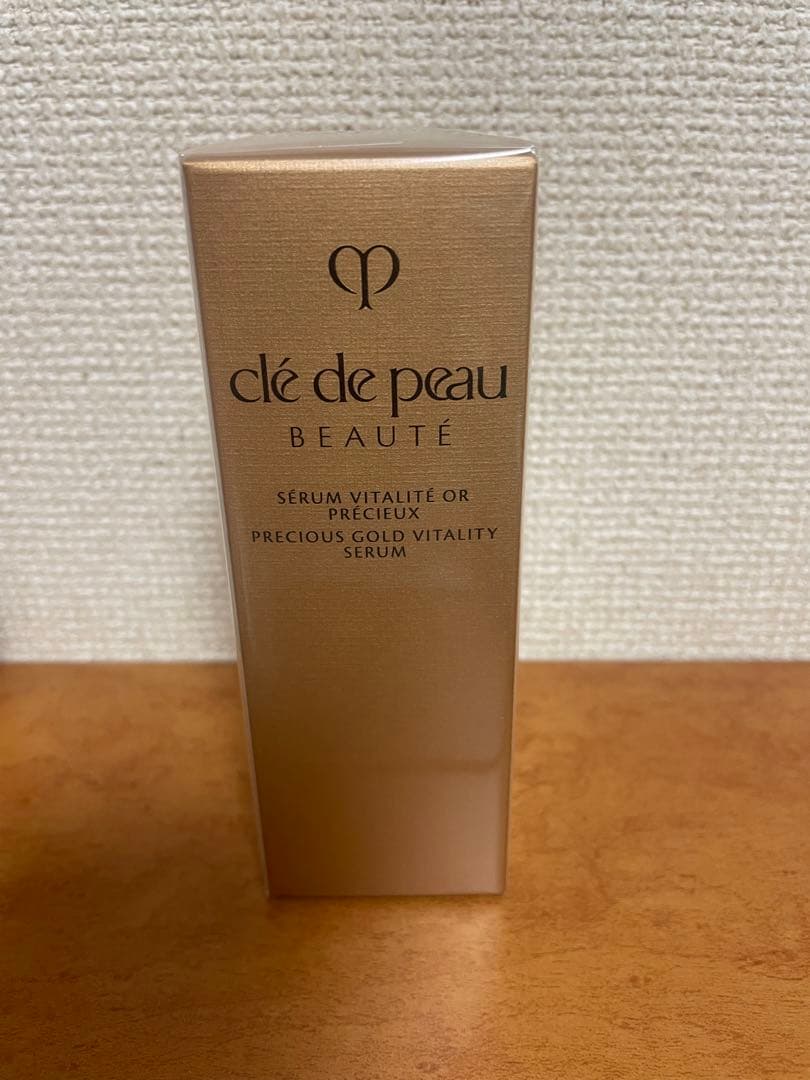 clé de peau
BEAUTÉ
SÉRUM VITALITÉ OR
PRÉCIEUX
PRECIOUS GOLD VITALITY
SERUM